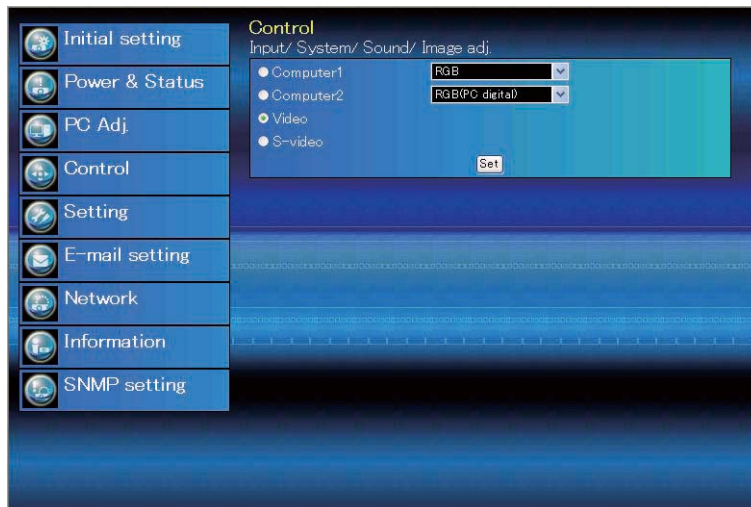 Initial setting
Power & Status
PC Adj.
Control
Setting
E-mail setting
Network
Information
SNMP setting
Control
Input/ System/ Sound/ Image adj.
Computer1 RGB
Computer2 RGB(PC digital)
Video
S-video
Set